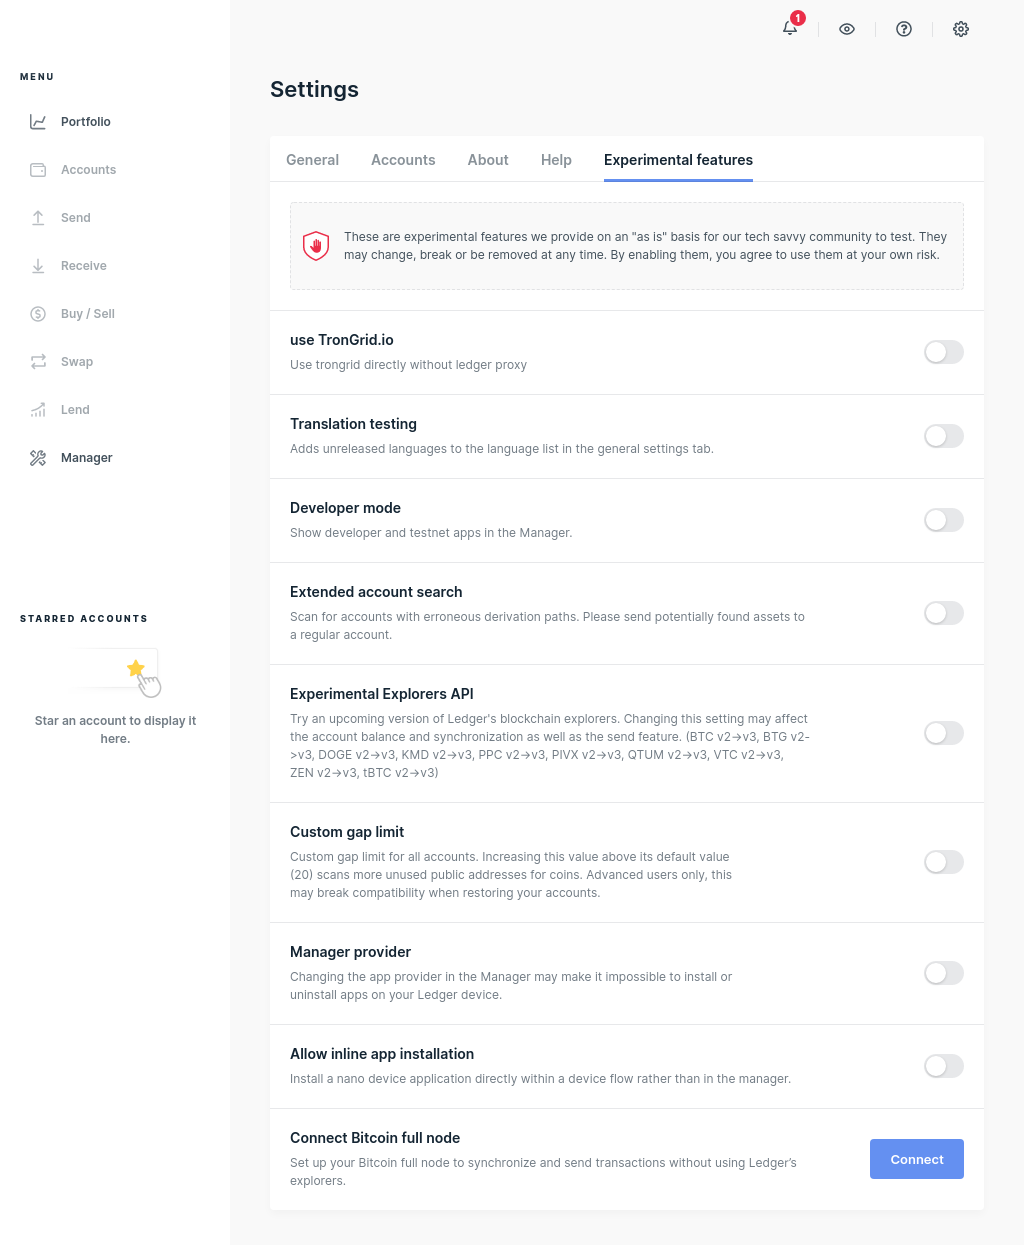 1
MENU
Portfolio
Accounts
Send
Receive
Buy / Sell
Swap
Lend
Manager
STARRED ACCOUNTS
Star an account to display it
here.
Settings
General Accounts About Help Experimental features
These are experimental features we provide on an "as is" basis for our tech savvy community to test. They
may change, break or be removed at any time. By enabling them, you agree to use them at your own risk.
use TronGrid.io
Use trongrid directly without ledger proxy
Translation testing
Adds unreleased languages to the language list in the general settings tab.
Developer mode
Show developer and testnet apps in the Manager.
Extended account search
Scan for accounts with erroneous derivation paths. Please send potentially found assets to
a regular account.
Experimental Explorers API
Try an upcoming version of Ledger's blockchain explorers. Changing this setting may affect
the account balance and synchronization as well as the send feature. (BTC v2->v3, BTG v2-
>v3, DOGE v2->v3, KMD v2->v3, PPC v2->v3, PIVX v2->v3, QTUM v2->v3, VTC v2->v3,
ZEN v2->v3, tBTC v2->v3)
Custom gap limit
Custom gap limit for all accounts. Increasing this value above its default value
(20) scans more unused public addresses for coins. Advanced users only, this
may break compatibility when restoring your accounts.
Manager provider
Changing the app provider in the Manager may make it impossible to install or
uninstall apps on your Ledger device.
Allow inline app installation
Install a nano device application directly within a device flow rather than in the manager.
Connect Bitcoin full node
Set up your Bitcoin full node to synchronize and send transactions without using Ledger’s
explorers.
Connect